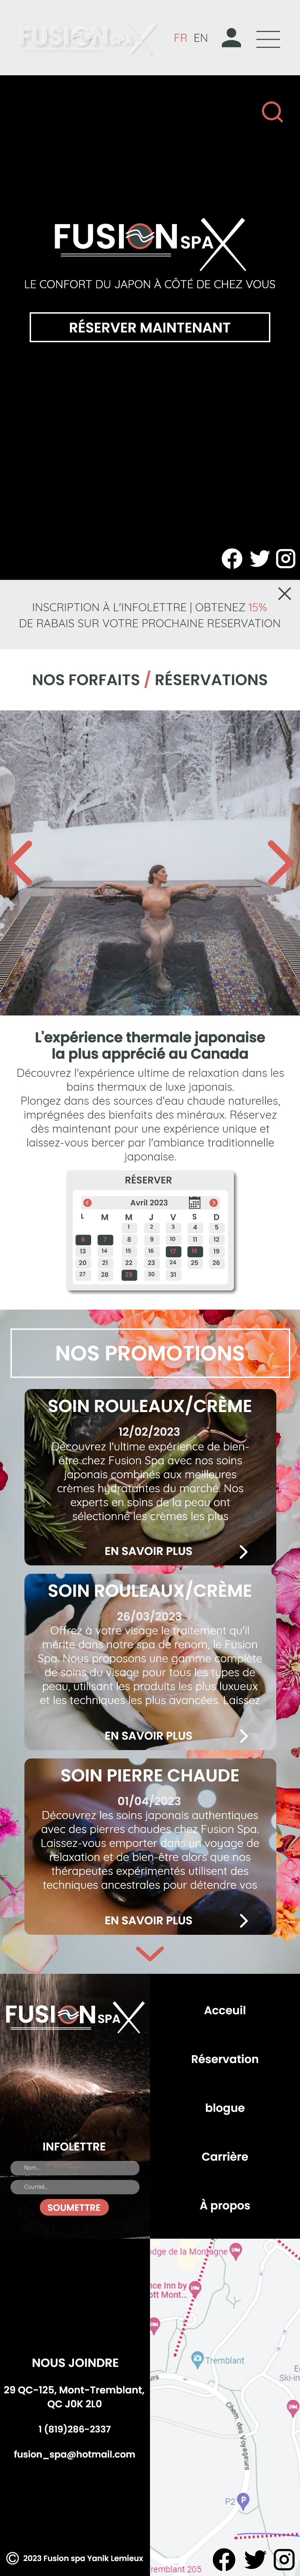 FUSION SPA X
FR EN
FUSION SPA X
LE CONFORT DU JAPON À CÔTÉ DE CHEZ VOUS
RÉSERVER MAINTENANT
INSCRIPTION À L'INFOLETTRE | OBTENEZ 15%
DE RABAIS SUR VOTRE PROCHAINE RESERVATION
NOS FORFAITS / RÉSERVATIONS
L'expérience thermale japonaise
la plus apprécié au Canada
Découvrez l'expérience ultime de relaxation dans les
bains thermaux de luxe japonais.
Plongez dans des sources d'eau chaude naturelles,
imprégnées des bienfaits des minéraux. Réservez
dès maintenant pour une expérience unique et
laissez-vous bercer par l'ambiance traditionnelle
japonaise.
RÉSERVER
Avril 2023
L M M J V S D
1 2 3 4 5
6 7 8 9 10 11 12
13 14 15 16 17 18 19
20 21 22 23 24 25 26
27 28 29 30 31
NOS PROMOTIONS
SOIN ROULEAUX/CRÈME
12/02/2023
Découvrez l'ultime expérience de bien-
être chez Fusion Spa avec nos soins
japonais combinés aux meilleures
crèmes hydratantes du marché. Nos
experts en soins de la peau ont
sélectionné les crèmes les plus
EN SAVOIR PLUS
SOIN ROULEAUX/CRÈME
26/03/2023
Offrez à votre visage le traitement qu'il
mérite dans notre spa de renom, le Fusion
Spa. Nous proposons une gamme complète
de soins du visage pour tous les types de
peau, utilisant les produits les plus luxueux
et les techniques les plus avancées. Laissez
EN SAVOIR PLUS
SOIN PIERRE CHAUDE
01/04/2023
Découvrez les soins japonais authentiques
avec des pierres chaudes chez Fusion Spa.
Laissez-vous emporter dans un voyage de
relaxation et de bien-être alors que nos
thérapeutes expérimentés utilisent des
techniques ancestrales pour détendre vos
EN SAVOIR PLUS
FUSION SPA X
INFOLETTRE
Nom...
Courriel...
SOUMETTRE
Acceuil
Réservation
blogue
Carrière
À propos
NOUS JOINDRE
29 QC-125, Mont-Tremblant,
QC J0K 2L0
1 (819)286-2337
fusion_spa@hotmail.com
© 2023 Fusion spa Yanik Lemieux
odge de la Montagne
nce Inn by
ott Mont...
Tremblant
Ski-in
Chem. des Voyageurs
P2 P
Tremblant 205